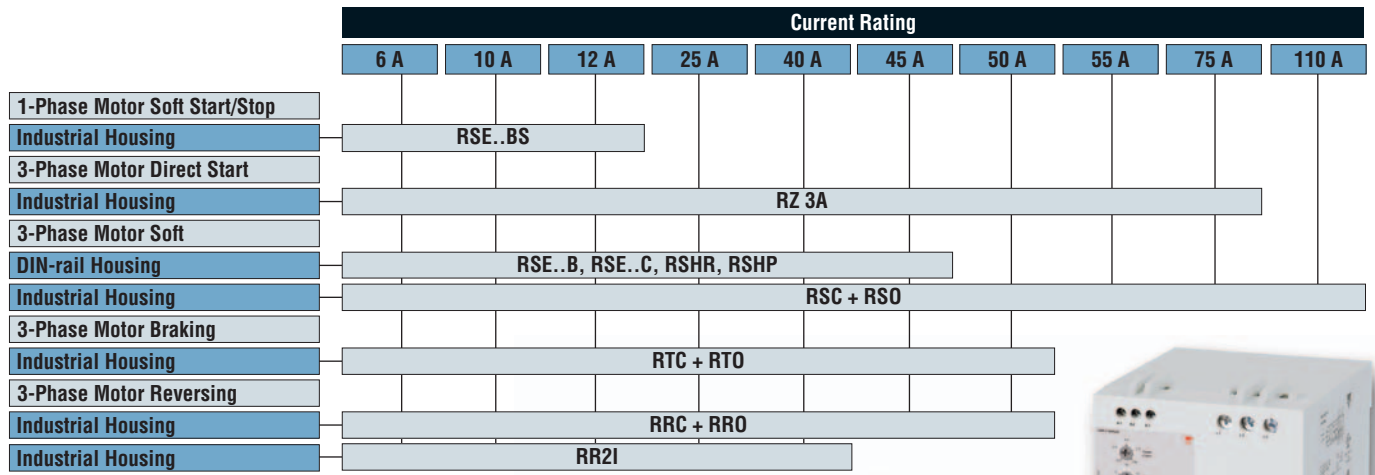 Current Rating
6 A 10 A 12 A 25 A 40 A 45 A 50 A 55 A 75 A 110 A
1-Phase Motor Soft Start/Stop
Industrial Housing RSE..BS
3-Phase Motor Direct Start
Industrial Housing RZ 3A
3-Phase Motor Soft
DIN-rail Housing RSE..B, RSE..C, RSHR, RSHP
Industrial Housing RSC + RSO
3-Phase Motor Braking
Industrial Housing RTC + RTO
3-Phase Motor Reversing
Industrial Housing RRC + RRO
Industrial Housing RR2I